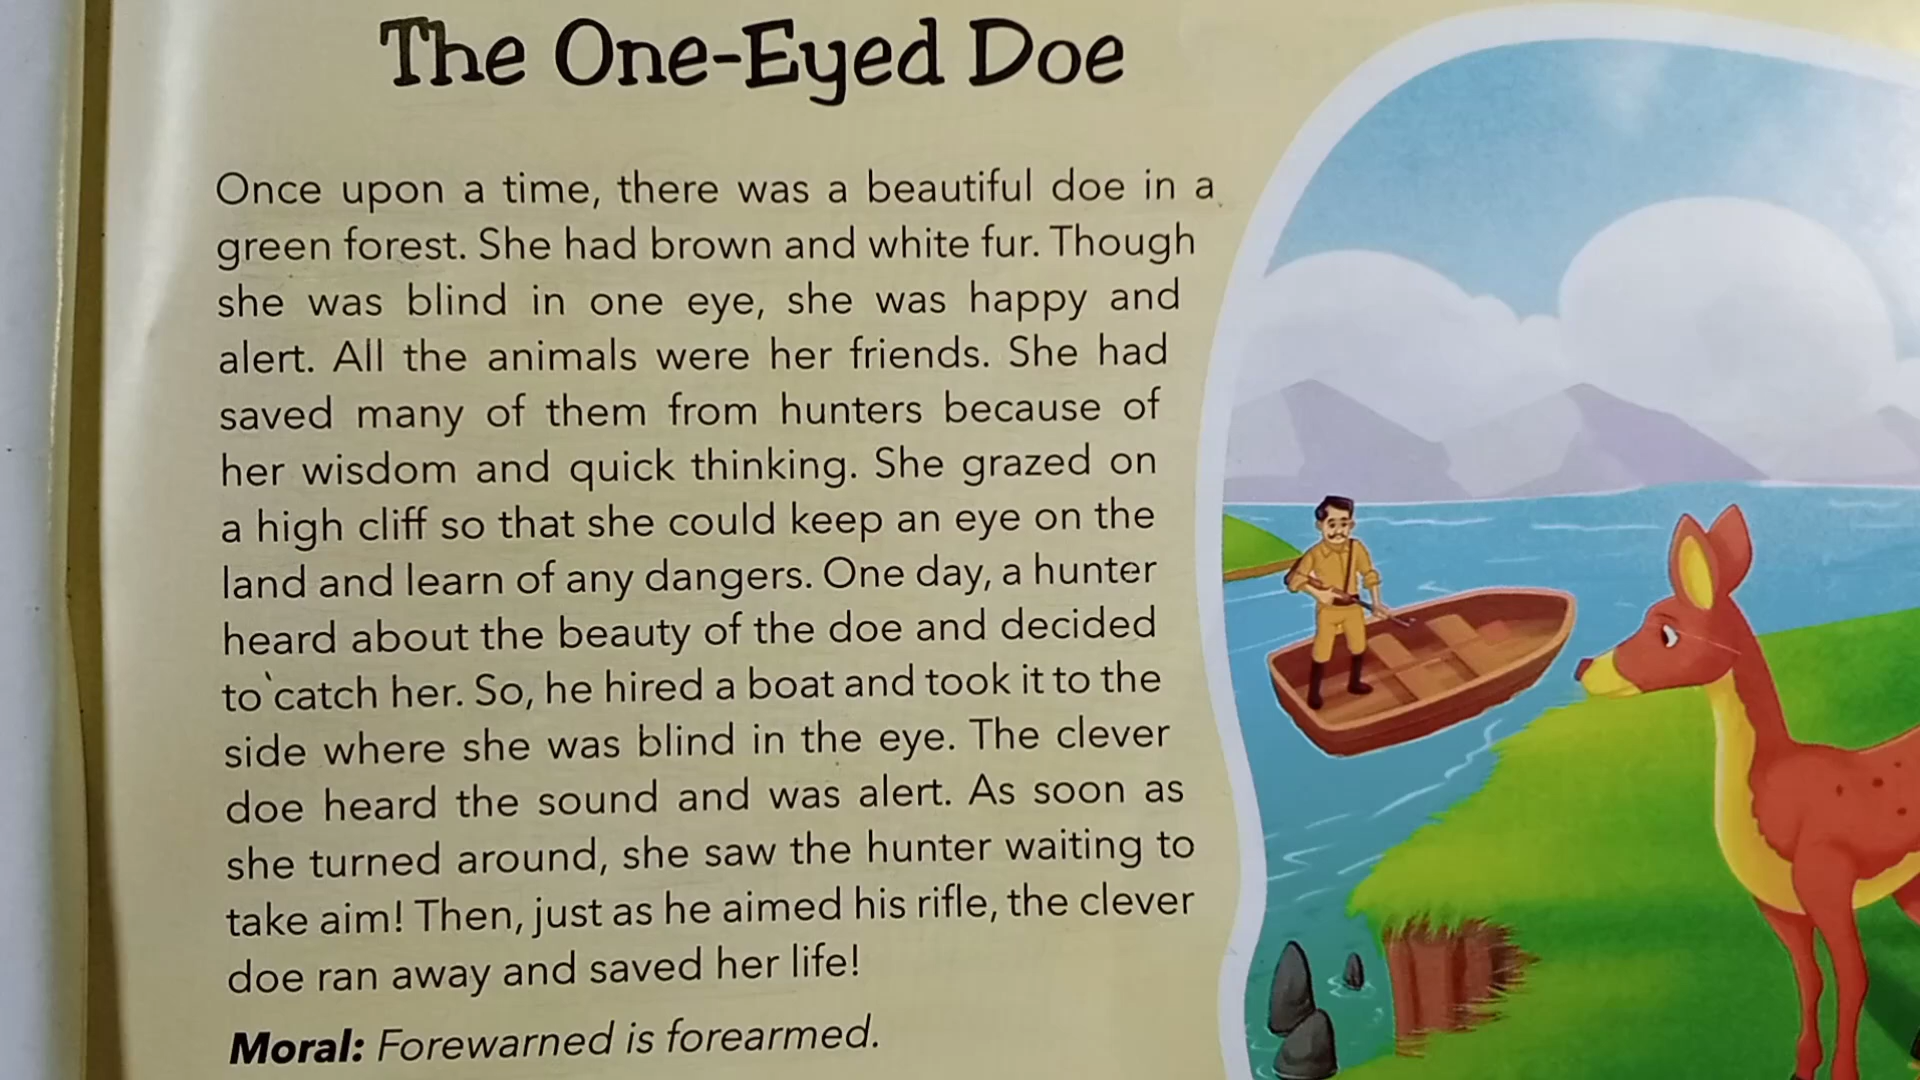 The One-Eyed Doe
Once upon a time, there was a beautiful doe in a
green forest. She had brown and white fur. Though
she was blind in one eye, she was happy and
alert. All the animals were her friends. She had
saved many of them from hunters because of
her wisdom and quick thinking. She grazed on
a high cliff so that she could keep an eye on the
land and learn of any dangers. One day, a hunter
heard about the beauty of the doe and decided
to catch her. So, he hired a boat and took it to the
side where she was blind in the eye. The clever
doe heard the sound and was alert. As soon as
she turned around, she saw the hunter waiting to
take aim! Then, just as he aimed his rifle, the clever
doe ran away and saved her life!
Moral: Forewarned is forearmed.